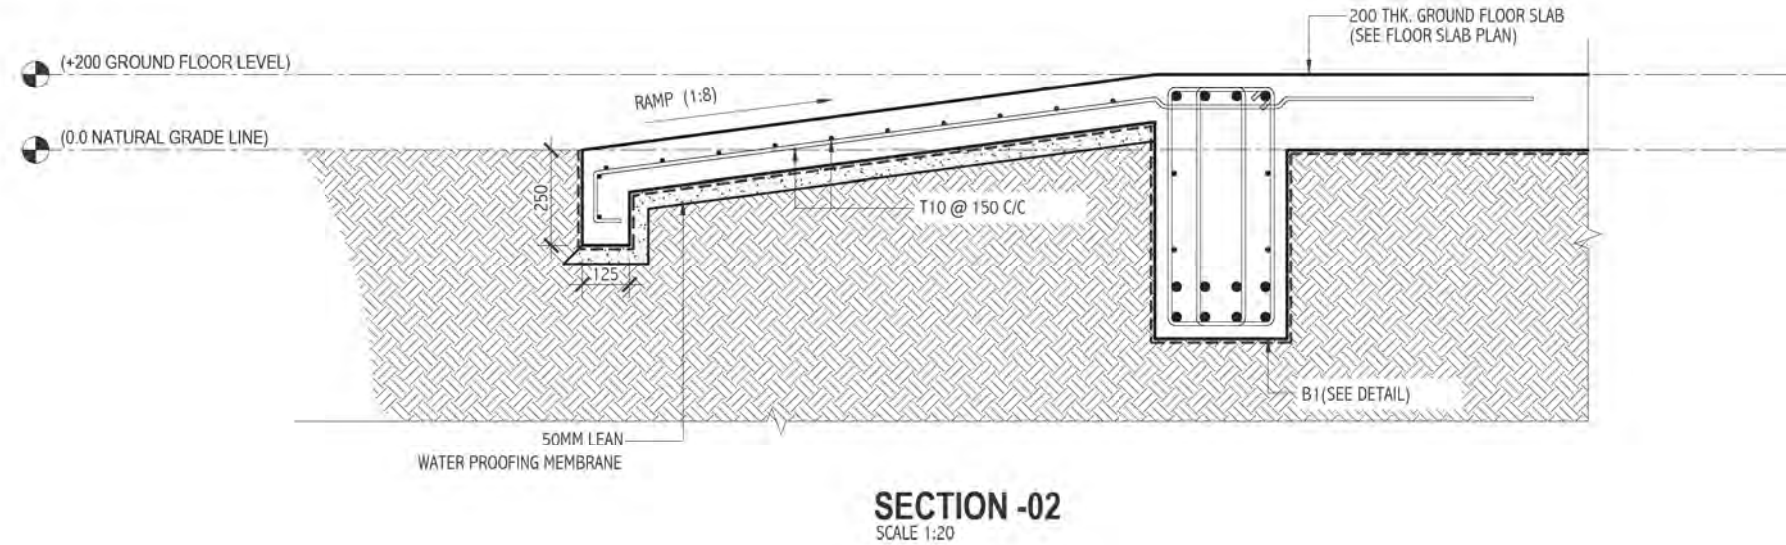 200 THK. GROUND FLOOR SLAB
(SEE FLOOR SLAB PLAN)
(+200 GROUND FLOOR LEVEL)
RAMP (1:8)
(0.0 NATURAL GRADE LINE)
250
T10 @ 150 C/C
125
B1(SEE DETAIL)
50MM LEAN
WATER PROOFING MEMBRANE
SECTION -02
SCALE 1:20